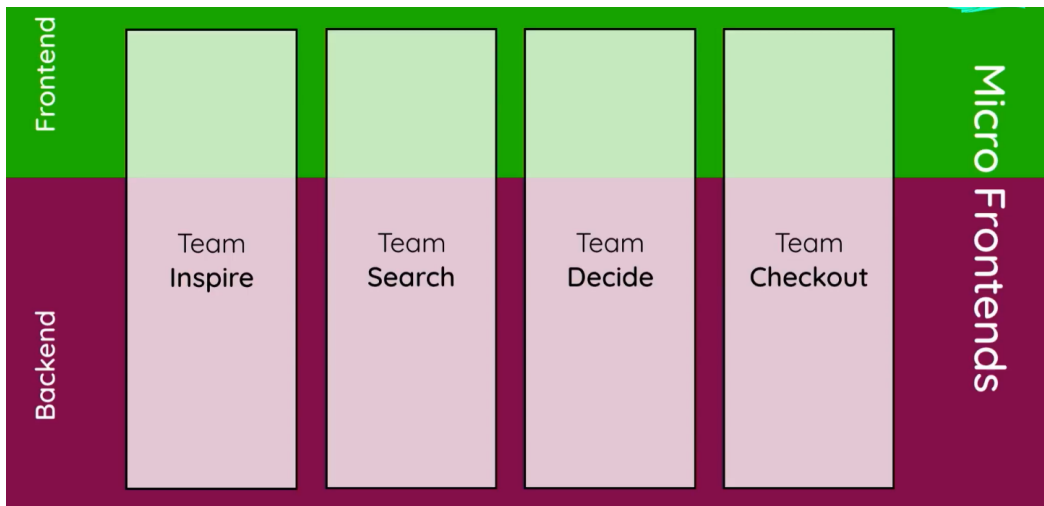 Frontend
Backend
Team
Inspire
Team
Search
Team
Decide
Team
Checkout
Micro Frontends